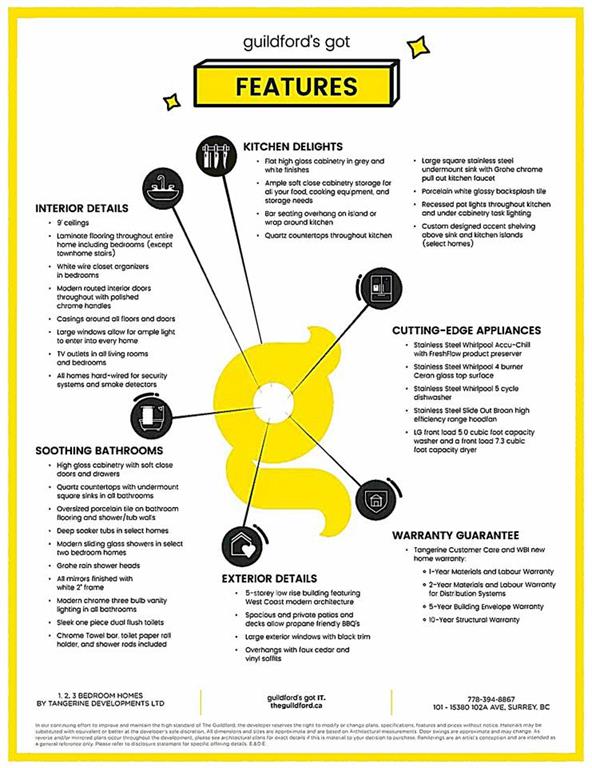 guildford's got
FEATURES
KITCHEN DELIGHTS
• Flat high gloss cabinetry in grey and
white finishes
• Ample soft close cabinetry storage for
all your food, cooking equipment, and
storage needs
• Bar seating overhang on island or
wrap around kitchen
• Quartz countertops throughout kitchen
• Large square stainless steel
undermount sink with Grohe chrome
pull out kitchen faucet
• Porcelain white glossy backsplash tile
• Recessed pot lights throughout kitchen
and under cabinetry task lighting
• Custom designed accent shelving
above sink and kitchen islands
(select homes)
INTERIOR DETAILS
• 9' ceilings
• Laminate flooring throughout entire
home including bedrooms (except
townhome stairs)
• White wire closet organizers
in bedrooms
• Modern routed interior doors
throughout with polished
chrome handles
• Casings around all floors and doors
• Large windows allow for ample light
to enter into every home
• TV outlets in all living rooms
and bedrooms
• All homes hard-wired for security
systems and smoke detectors
CUTTING-EDGE APPLIANCES
• Stainless Steel Whirlpool Accu-Chill
with FreshFlow product preserver
• Stainless Steel Whirlpool 4 burner
Ceran glass top surface
• Stainless Steel Whirlpool 5 cycle
dishwasher
• Stainless Steel Slide Out Broan high
efficiency range hoodfan
• LG front load 5.0 cubic foot capacity
washer and a front load 7.3 cubic
foot capacity dryer
g
SOOTHING BATHROOMS
• High gloss cabinetry with soft close
doors and drawers
• Quartz countertops with undermount
square sinks in all bathrooms
• Oversized porcelain tile on bathroom
flooring and shower/tub walls
• Deep soaker tubs in select homes
• Modern sliding glass showers in select
two bedroom homes
• Grohe rain shower heads
• All mirrors finished with
white 2" frame
• Modern chrome three bulb vanity
lighting in all bathrooms
• Sleek one piece dual flush toilets
• Chrome Towel bar, toilet paper roll
holder, and shower rods included
EXTERIOR DETAILS
• 5-storey low rise building featuring
West Coast modern architecture
• Spacious and private patios and
decks allow propane friendly BBQ's
• Large exterior windows with black trim
• Overhangs with faux cedar and
vinyl soffits
WARRANTY GUARANTEE
• Tangerine Customer Care and WBI new
home warranty:
1-Year Materials and Labour Warranty
2-Year Materials and Labour Warranty
for Distribution Systems
5-Year Building Envelope Warranty
10-Year Structural Warranty
1, 2, 3 BEDROOM HOMES
BY TANGERINE DEVELOPMENTS LTD
guildford's got IT.
theguildford.ca
778-394-8867
101 - 15380 102A AVE, SURREY, BC
In our continuing effort to improve and maintain the high standard of The Guildford, the developer reserves the right to modify or change plans, specifications, features and prices without notice. Materials may be
substituted with equivalent or better at the developer's sole discretion. All dimensions and sizes are approximate and are based on Architectural measurements. Door swings are approximate and may change. As
reverse and/or mirrored plans occur throughout the development, please see architectural plans for exact details if this is material to your decision to purchase. Renderings are an artist's conception and are intended as
a general reference only. Please refer to disclosure statement for specific offering details. E.&O.E.